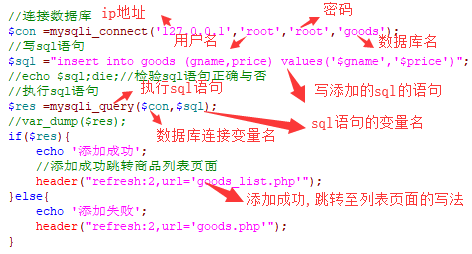 //连接数据库 ip地址 密码
$con =mysqli_connect('127.0.0.1','root','root','goods');
//写sql语句 用户名 数据库名
$sql ="insert into goods (gname,price) values('$gname','$price')";
//echo $sql;die;//检验sql语句正确与否
//执行sql语句 执行sql语句 写添加的sql的语句
$res =mysqli_query($con,$sql);
//var_dump($res); sql语句的变量名
if($res){ 数据库连接变量名
echo '添加成功';
//添加成功跳转商品列表页面
header("refresh:2,url='goods_list.php'");
}else{ 添加成功,跳转至列表页面的写法
echo '添加失败';
header("refresh:2,url='goods.php'");
}